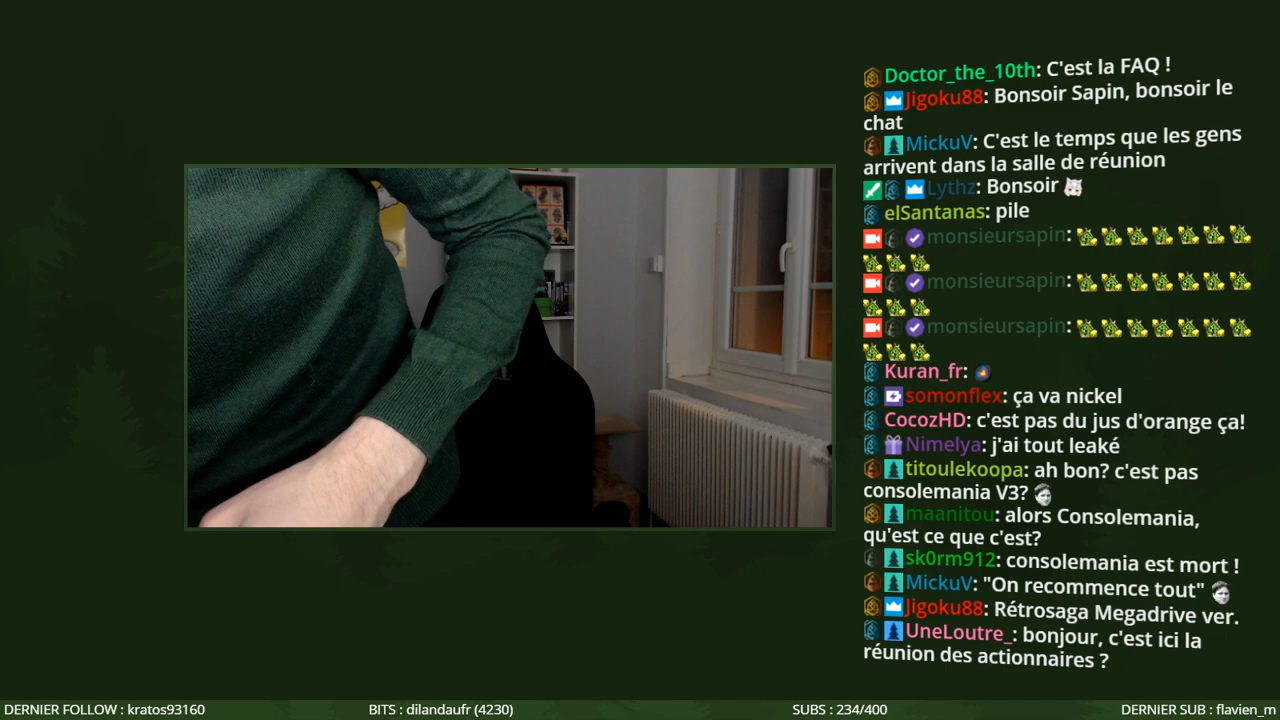 Doctor_the_10th: C'est la FAQ !
Jigoku88: Bonsoir Sapin, bonsoir le
chat
MickuV: C'est le temps que les gens
arrivent dans la salle de réunion
Lythz: Bonsoir
elSantanas: pile
monsieursapin:
monsieursapin:
monsieursapin:
Kuran_fr:
somonflex: ça va nickel
CocozHD: c'est pas du jus d'orange ça!
Nimelya: j'ai tout leaké
titoulekoopa: ah bon? c'est pas
consolemania V3?
maanitou: alors Consolemania,
qu'est ce que c'est?
sk0rm912: consolemania est mort !
MickuV: "On recommence tout"
Jigoku88: Rétrosaga Megadrive ver.
UneLoutre_: bonjour, c'est ici la
réunion des actionnaires ?
DERNIER FOLLOW : kratos93160
BITS : dilandaufr (4230)
SUBS : 234/400
DERNIER SUB : flavien_m